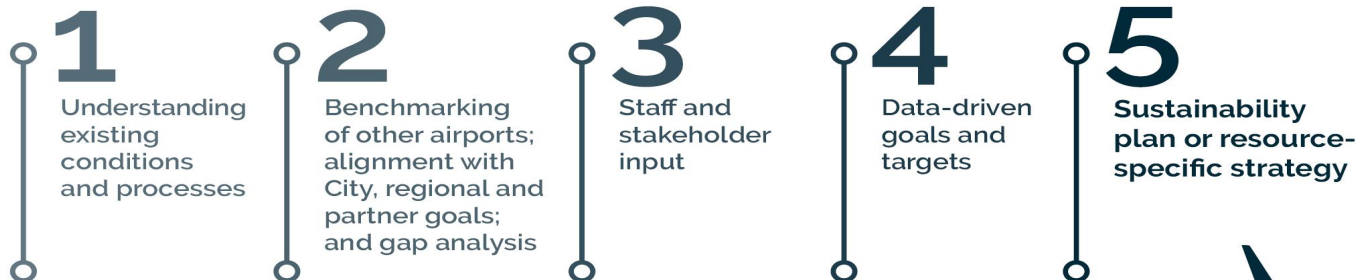 1
Understanding
existing
conditions
and processes
2
Benchmarking
of other airports;
alignment with
City, regional and
partner goals;
and gap analysis
3
Staff and
stakeholder
input
4
Data-driven
goals and
targets
5
Sustainability
plan or resource-
specific strategy